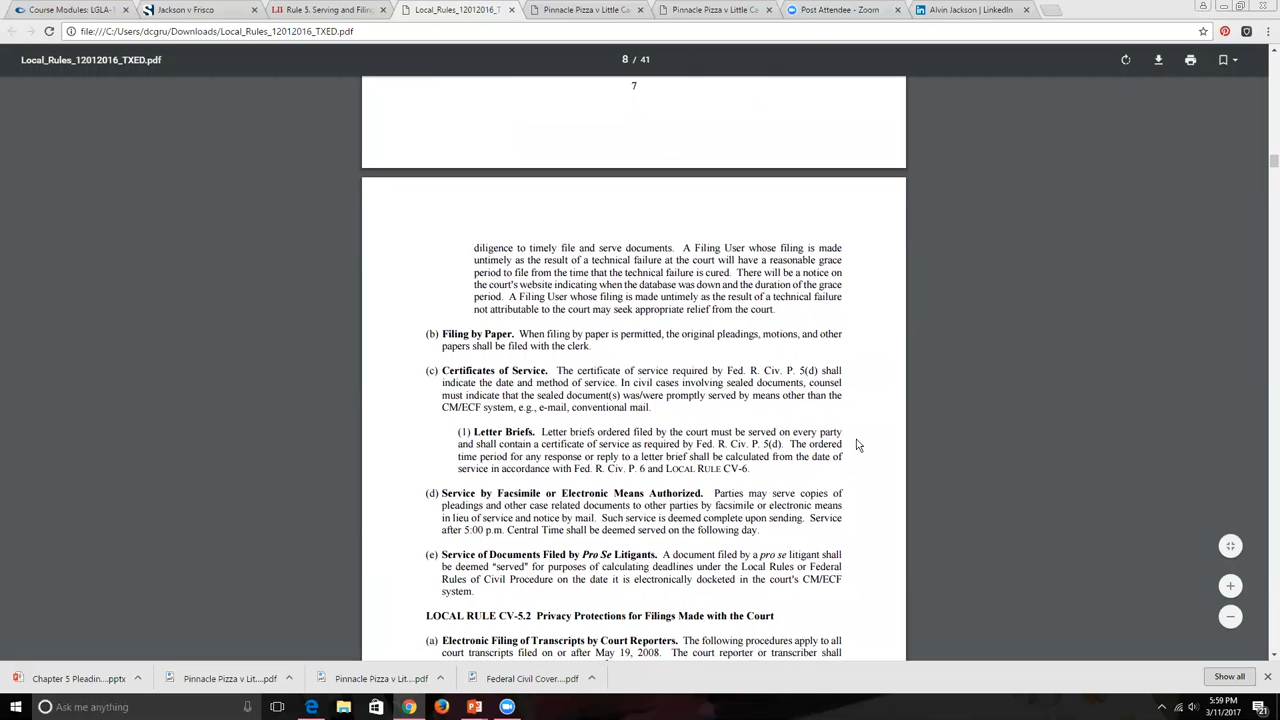 Course Modules: LGLA-1
Jackson v Frisco
Rule 5. Serving and Filing
Local_Rules_12012016_T
Pinnacle Pizza v Little Ca
Pinnacle Pizza v Little Ca
Post Attendee - Zoom
Alvin Jackson | LinkedIn
file:///C:/Users/dcgru/Downloads/Local_Rules_12012016_TXED.pdf
Local_Rules_12012016_TXED.pdf
8 / 41
7
diligence to timely file and serve documents. A Filing User whose filing is made
untimely as the result of a technical failure at the court will have a reasonable grace
period to file from the time that the technical failure is cured. There will be a notice on
the court's website indicating when the database was down and the duration of the grace
period. A Filing User whose filing is made untimely as the result of a technical failure
not attributable to the court may seek appropriate relief from the court.
(b) Filing by Paper. When filing by paper is permitted, the original pleadings, motions, and other
papers shall be filed with the clerk.
(c) Certificates of Service. The certificate of service required by Fed. R. Civ. P. 5(d) shall
indicate the date and method of service. In civil cases involving sealed documents, counsel
must indicate that the sealed document(s) was/were promptly served by means other than the
CM/ECF system, e.g., e-mail, conventional mail.
(1) Letter Briefs. Letter briefs ordered filed by the court must be served on every party
and shall contain a certificate of service as required by Fed. R. Civ. P. 5(d). The ordered
time period for any response or reply to a letter brief shall be calculated from the date of
service in accordance with Fed. R. Civ. P. 6 and LOCAL RULE CV-6.
(d) Service by Facsimile or Electronic Means Authorized. Parties may serve copies of
pleadings and other case related documents to other parties by facsimile or electronic means
in lieu of service and notice by mail. Such service is deemed complete upon sending. Service
after 5:00 p.m. Central Time shall be deemed served on the following day.
(e) Service of Documents Filed by Pro Se Litigants. A document filed by a pro se litigant shall
be deemed "served" for purposes of calculating deadlines under the Local Rules or Federal
Rules of Civil Procedure on the date it is electronically docketed in the court's CM/ECF
system.
LOCAL RULE CV-5.2 Privacy Protections for Filings Made with the Court
(a) Electronic Filing of Transcripts by Court Reporters. The following procedures apply to all
court transcripts filed on or after May 19, 2008. The court reporter or transcriber shall
Chapter 5 Pleadin....pptx
Pinnacle Pizza v Lit....pdf
Pinnacle Pizza v Lit....pdf
Federal Civil Cover....pdf
Show all
Ask me anything
5:59 PM
3/11/2017
21